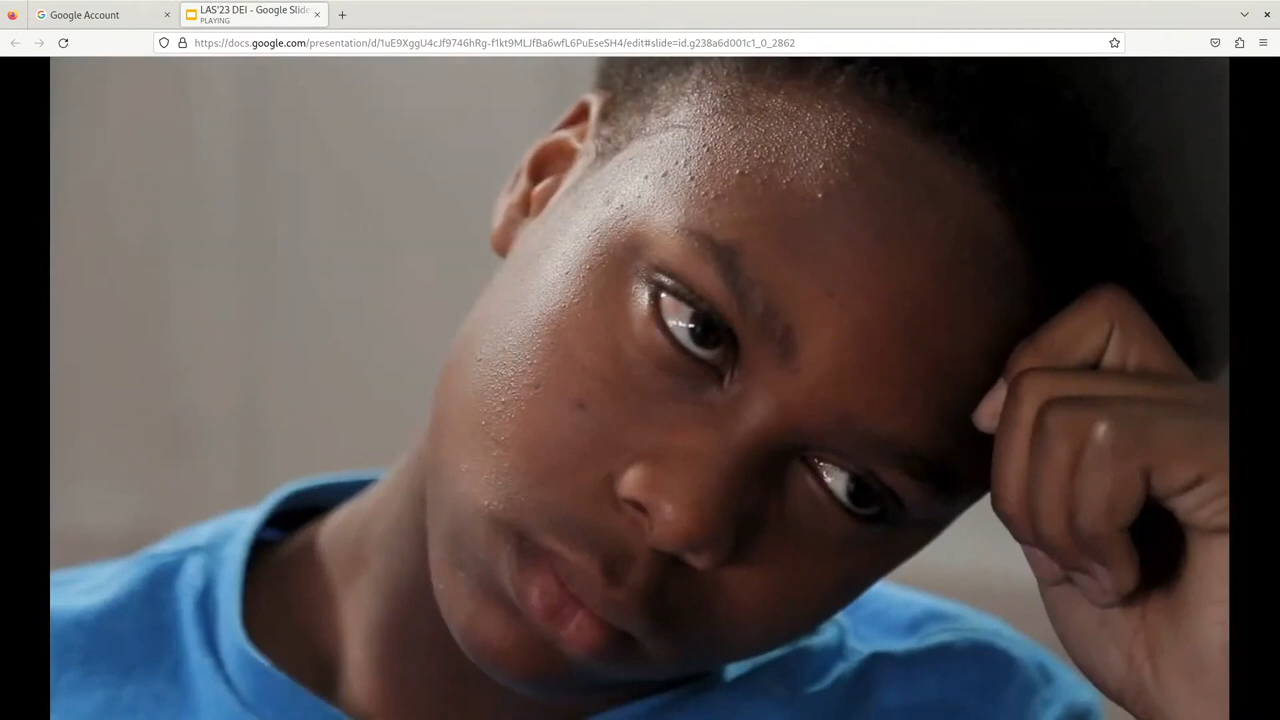 Google Account
LAS'23 DEI - Google Slide
PLAYING
https://docs.google.com/presentation/d/1uE9XggU4cJf9746hRg-f1kt9MLJfBa6wfL6PuEseSH4/edit#slide=id.g238a6d001c1_0_2862